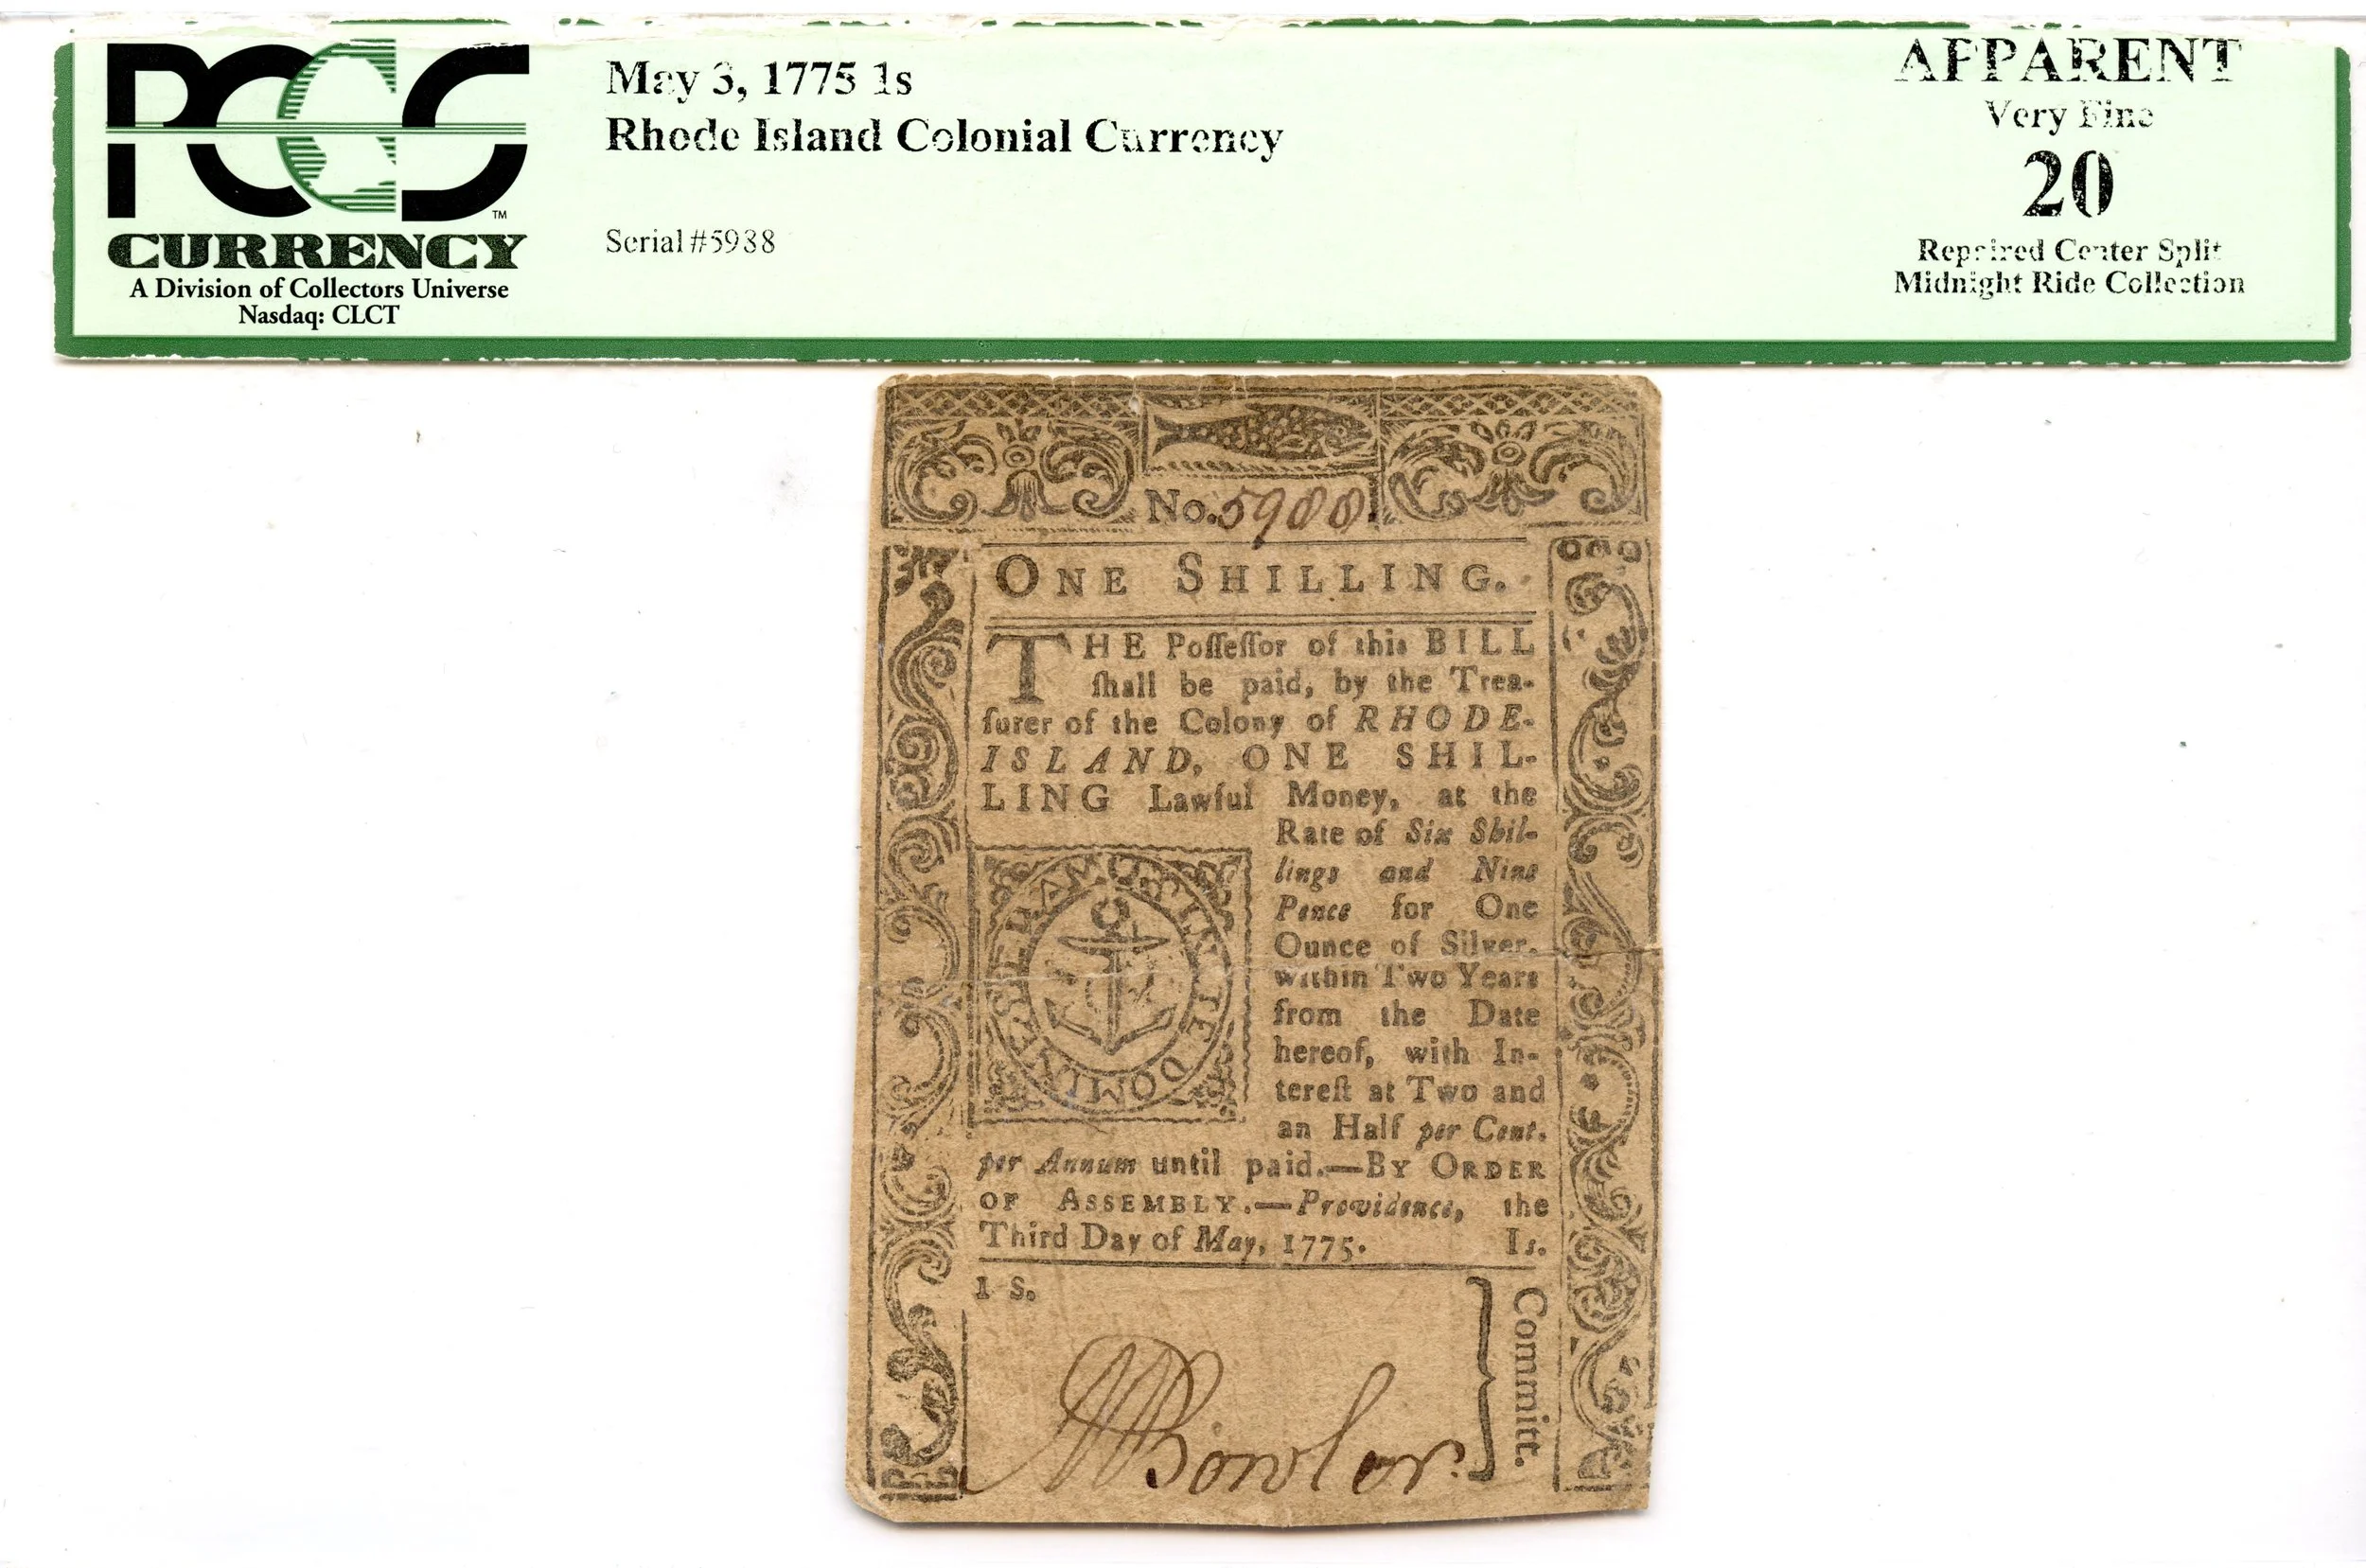 PCGS
CURRENCY
A Division of Collectors Universe
Nasdaq: CLCT
May 3, 1775 1s
Rhode Island Colonial Currency
Serial #5988
APPARENT
Very Fine
20
Repaired Center Split
Midnight Ride Collection
No. 5988
ONE SHILLING.
THE Poſſeſſor of this BILL
ſhall be paid, by the Trea-
ſurer of the Colony of RHODE-
ISLAND, ONE SHIL-
LING Lawful Money, at the
Rate of Six Shil-
lings and Nine
Pence for One
Ounce of Silver,
within Two Years
from the Date
hereof, with In-
tereſt at Two and
an Half per Cent.
per Annum until paid.—BY ORDER
OF ASSEMBLY.—Providence, the
Third Day of May, 1775. 1s.
1 S.
Committ.
M Bowler